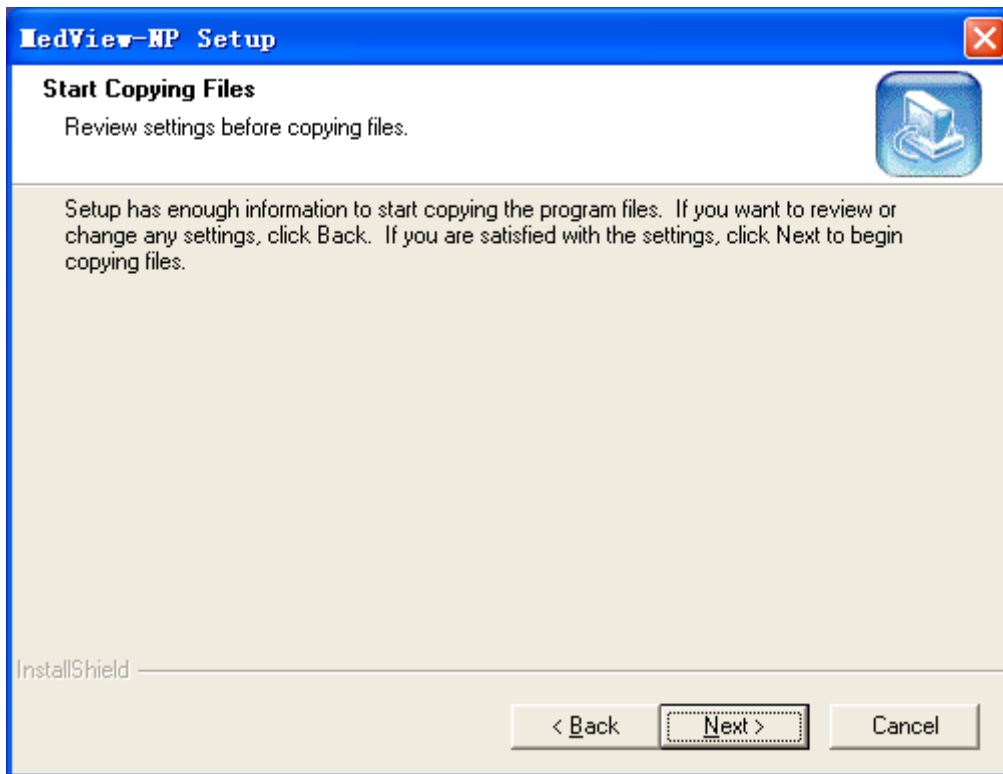 MedView-NP Setup
Start Copying Files
Review settings before copying files.
Setup has enough information to start copying the program files. If you want to review or
change any settings, click Back. If you are satisfied with the settings, click Next to begin
copying files.
InstallShield
< Back
Next >
Cancel